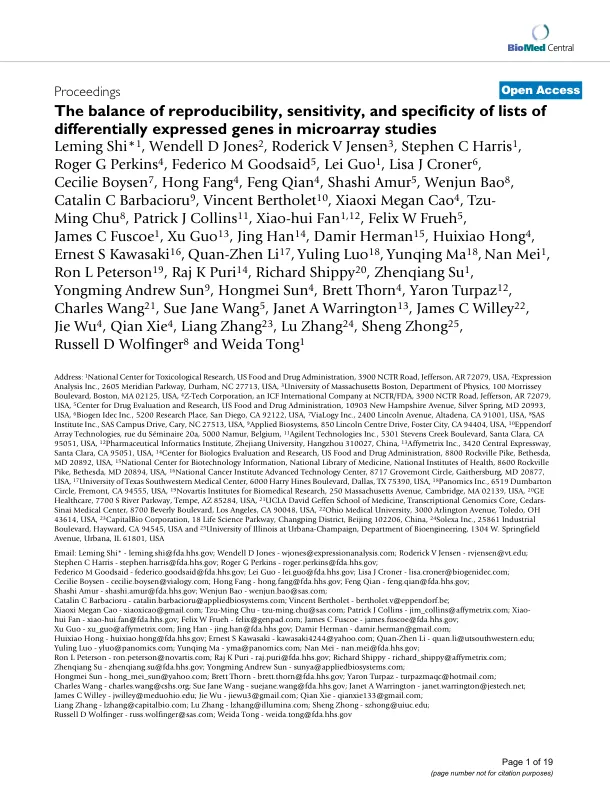 BioMed Central
Proceedings
Open Access
The balance of reproducibility, sensitivity, and specificity of lists of
differentially expressed genes in microarray studies
Leming Shi*1, Wendell D Jones2, Roderick V Jensen3, Stephen C Harris1,
Roger G Perkins4, Federico M Goodsaid5, Lei Guo1, Lisa J Croner6,
Cecilie Boysen7, Hong Fang4, Feng Qian4, Shashi Amur5, Wenjun Bao8,
Catalin C Barbacioru9, Vincent Bertholet10, Xiaoxi Megan Cao4, Tzu-
Ming Chu8, Patrick J Collins11, Xiao-hui Fan1,12, Felix W Frueh5,
James C Fuscoe1, Xu Guo13, Jing Han14, Damir Herman15, Huixiao Hong4,
Ernest S Kawasaki16, Quan-Zhen Li17, Yuling Luo18, Yunqing Ma18, Nan Mei1,
Ron L Peterson19, Raj K Puri14, Richard Shippy20, Zhenqiang Su1,
Yongming Andrew Sun9, Hongmei Sun4, Brett Thorn4, Yaron Turpaz12,
Charles Wang21, Sue Jane Wang5, Janet A Warrington13, James C Willey22,
Jie Wu4, Qian Xie4, Liang Zhang23, Lu Zhang24, Sheng Zhong25,
Russell D Wolfinger8 and Weida Tong1
Address: 1National Center for Toxicological Research, US Food and Drug Administration, 3900 NCTR Road, Jefferson, AR 72079, USA, 2Expression
Analysis Inc., 2605 Meridian Parkway, Durham, NC 27713, USA, 3University of Massachusetts Boston, Department of Physics, 100 Morrissey
Boulevard, Boston, MA 02125, USA, 4Z-Tech Corporation, an ICF International Company at NCTR/FDA, 3900 NCTR Road, Jefferson, AR 72079,
USA, 5Center for Drug Evaluation and Research, US Food and Drug Administration, 10903 New Hampshire Avenue, Silver Spring, MD 20993,
USA, 6Biogen Idec Inc., 5200 Research Place, San Diego, CA 92122, USA, 7ViaLogy Inc., 2400 Lincoln Avenue, Altadena, CA 91001, USA, 8SAS
Institute Inc., SAS Campus Drive, Cary, NC 27513, USA, 9Applied Biosystems, 850 Lincoln Centre Drive, Foster City, CA 94404, USA, 10Eppendorf
Array Technologies, rue du Séminaire 20a, 5000 Namur, Belgium, 11Agilent Technologies Inc., 5301 Stevens Creek Boulevard, Santa Clara, CA
95051, USA, 12Pharmaceutical Informatics Institute, Zhejiang University, Hangzhou 310027, China, 13Affymetrix Inc., 3420 Central Expressway,
Santa Clara, CA 95051, USA, 14Center for Biologics Evaluation and Research, US Food and Drug Administration, 8800 Rockville Pike, Bethesda,
MD 20892, USA, 15National Center for Biotechnology Information, National Library of Medicine, National Institutes of Health, 8600 Rockville
Pike, Bethesda, MD 20894, USA, 16National Cancer Institute Advanced Technology Center, 8717 Grovemont Circle, Gaithersburg, MD 20877,
USA, 17University of Texas Southwestern Medical Center, 6000 Harry Hines Boulevard, Dallas, TX 75390, USA, 18Panomics Inc., 6519 Dumbarton
Circle, Fremont, CA 94555, USA, 19Novartis Institutes for Biomedical Research, 250 Massachusetts Avenue, Cambridge, MA 02139, USA, 20GE
Healthcare, 7700 S River Parkway, Tempe, AZ 85284, USA, 21UCLA David Geffen School of Medicine, Transcriptional Genomics Core, Cedars-
Sinai Medical Center, 8700 Beverly Boulevard, Los Angeles, CA 90048, USA, 22Ohio Medical University, 3000 Arlington Avenue, Toledo, OH
43614, USA, 23CapitalBio Corporation, 18 Life Science Parkway, Changping District, Beijing 102206, China, 24Solexa Inc., 25861 Industrial
Boulevard, Hayward, CA 94545, USA and 25University of Illinois at Urbana-Champaign, Department of Bioengineering, 1304 W. Springfield
Avenue, Urbana, IL 61801, USA
Email: Leming Shi* - leming.shi@fda.hhs.gov; Wendell D Jones - wjones@expressionanalysis.com; Roderick V Jensen - rvjensen@vt.edu;
Stephen C Harris - stephen.harris@fda.hhs.gov; Roger G Perkins - roger.perkins@fda.hhs.gov;
Federico M Goodsaid - federico.goodsaid@fda.hhs.gov; Lei Guo - lei.guo@fda.hhs.gov; Lisa J Croner - lisa.croner@biogenidec.com;
Cecilie Boysen - cecilie.boysen@vialogy.com; Hong Fang - hong.fang@fda.hhs.gov; Feng Qian - feng.qian@fda.hhs.gov;
Shashi Amur - shashi.amur@fda.hhs.gov; Wenjun Bao - wenjun.bao@sas.com;
Catalin C Barbacioru - catalin.barbacioru@appliedbiosystems.com; Vincent Bertholet - bertholet.v@eppendorf.be;
Xiaoxi Megan Cao - xiaoxicao@gmail.com; Tzu-Ming Chu - tzu-ming.chu@sas.com; Patrick J Collins - jim_collins@affymetrix.com; Xiao-
hui Fan - xiao-hui.fan@fda.hhs.gov; Felix W Frueh - felix@genpad.com; James C Fuscoe - james.fuscoe@fda.hhs.gov;
Xu Guo - xu_guo@affymetrix.com; Jing Han - jing.han@fda.hhs.gov; Damir Herman - damir.herman@gmail.com;
Huixiao Hong - huixiao.hong@fda.hhs.gov; Ernest S Kawasaki - kawasaki4244@yahoo.com; Quan-Zhen Li - quan.li@utsouthwestern.edu;
Yuling Luo - yluo@panomics.com; Yunqing Ma - yma@panomics.com; Nan Mei - nan.mei@fda.hhs.gov;
Ron L Peterson - ron.peterson@novartis.com; Raj K Puri - raj.puri@fda.hhs.gov; Richard Shippy - richard_shippy@affymetrix.com;
Zhenqiang Su - zhenqiang.su@fda.hhs.gov; Yongming Andrew Sun - sunya@appliedbiosystems.com;
Hongmei Sun - hong_mei_sun@yahoo.com; Brett Thorn - brett.thorn@fda.hhs.gov; Yaron Turpaz - turpazmaqc@hotmail.com;
Charles Wang - charles.wang@cshs.org; Sue Jane Wang - suejane.wang@fda.hhs.gov; Janet A Warrington - janet.warrington@jestech.net;
James C Willey - jwilley@meduohio.edu; Jie Wu - jiewu3@gmail.com; Qian Xie - qianxie133@gmail.com;
Liang Zhang - lzhang@capitalbio.com; Lu Zhang - lzhang@illumina.com; Sheng Zhong - szhong@uiuc.edu;
Russell D Wolfinger - russ.wolfinger@sas.com; Weida Tong - weida.tong@fda.hhs.gov
Page 1 of 19
(page number not for citation purposes)